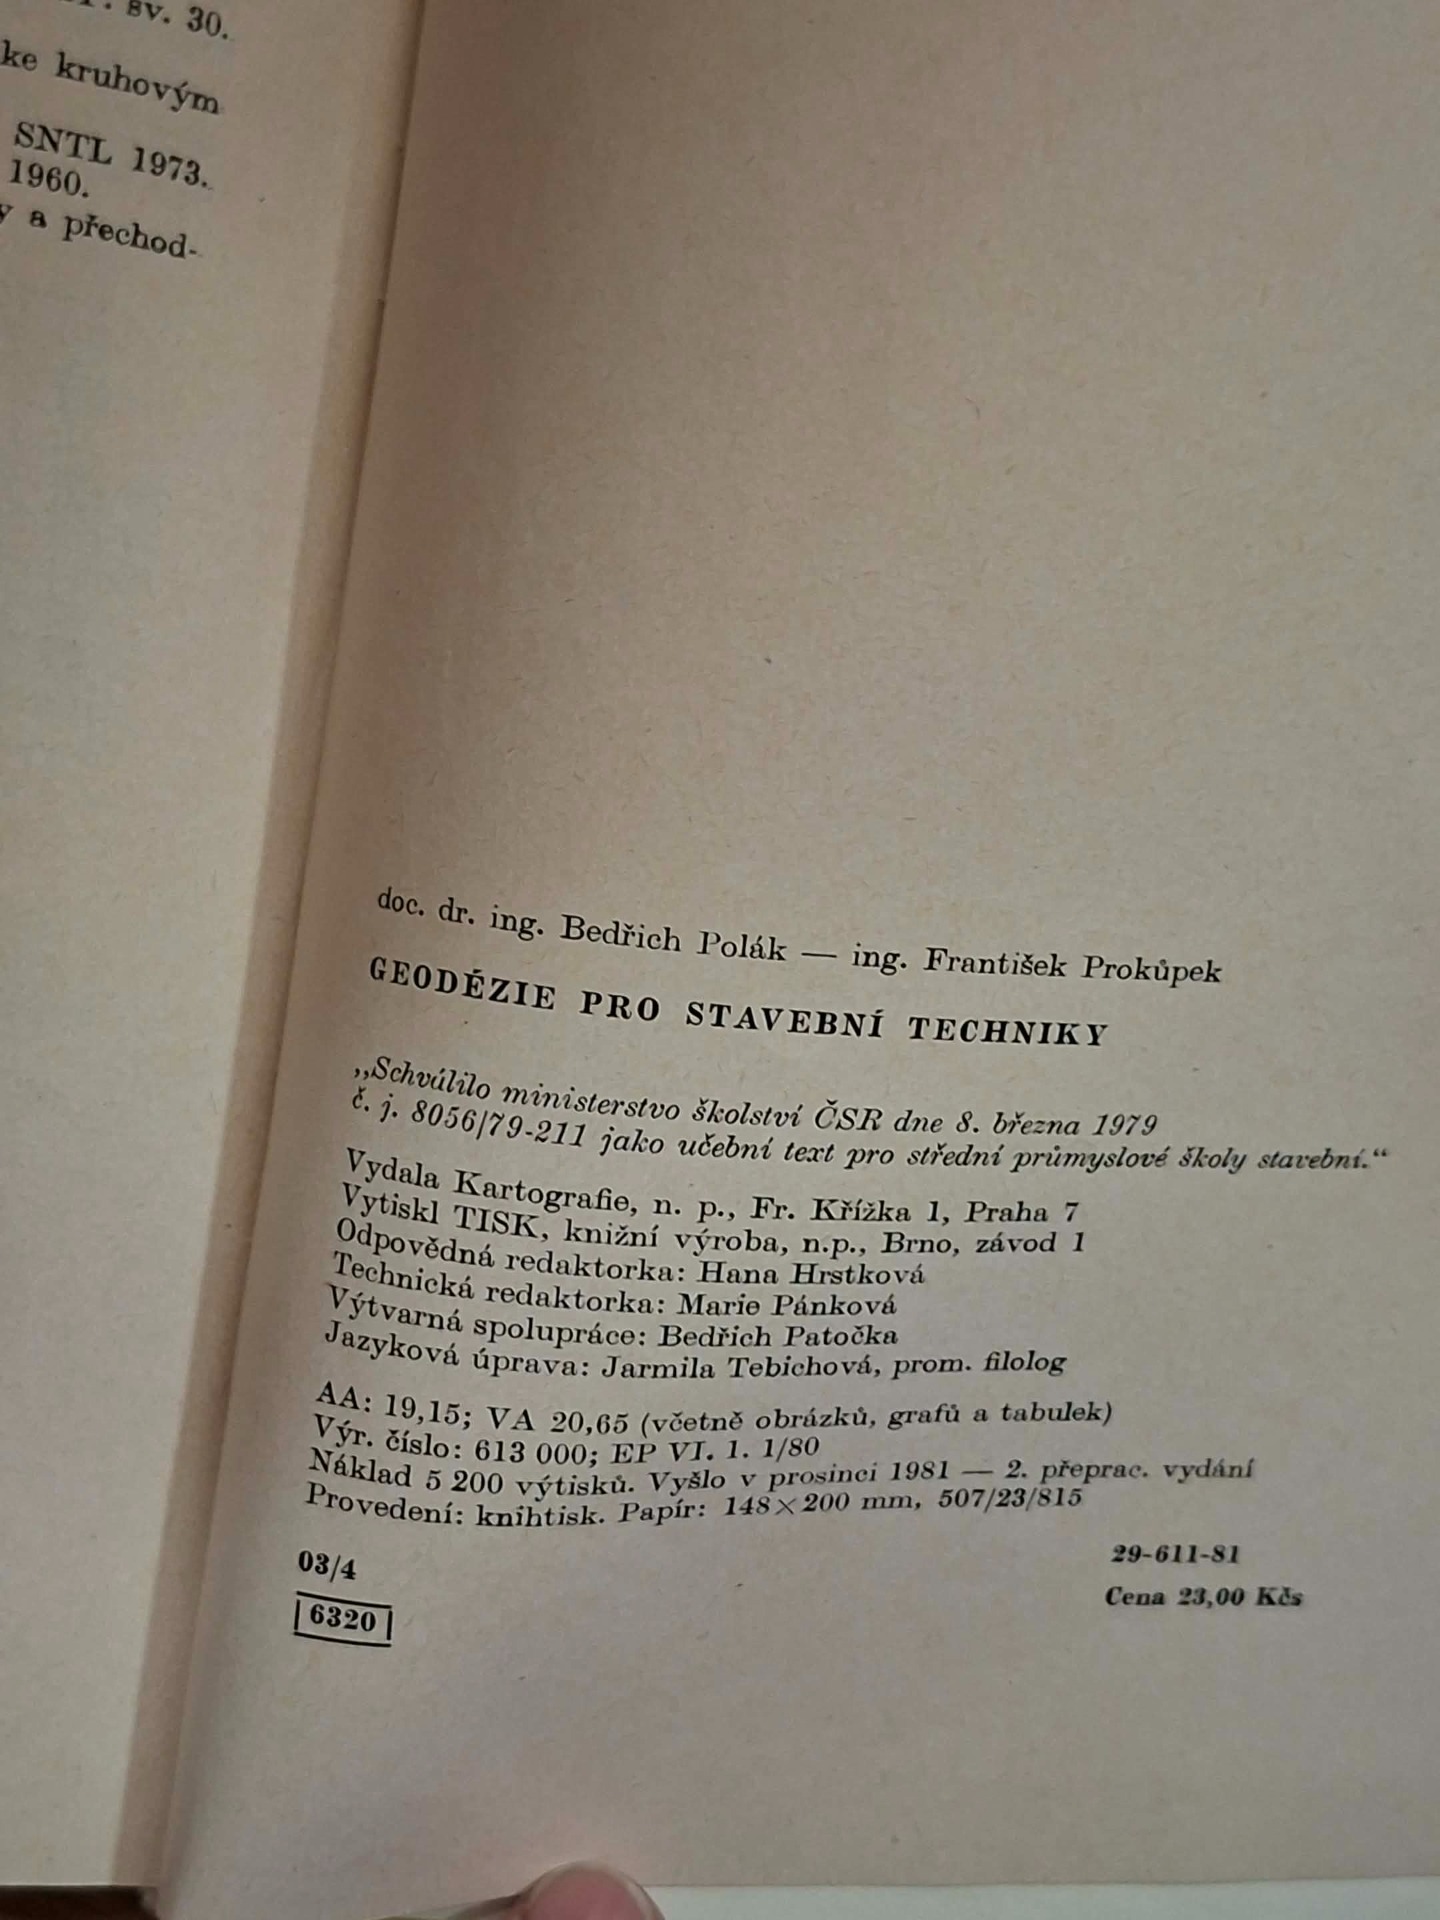 sv. 30.
ke kruhovým
SNTL 1973.
1960.
y a přechod-
doc. dr. ing. Bedřich Polák — ing. František Prokůpek
GEODÉZIE PRO STAVEBNÍ TECHNIKY
„Schválilo ministerstvo školství ČSR dne 8. března 1979
č. j. 8056/79-211 jako učební text pro střední průmyslové školy stavební.“
Vydala Kartografie, n. p., Fr. Křížka 1, Praha 7
Vytiskl TISK, knižní výroba, n.p., Brno, závod 1
Odpovědná redaktorka: Hana Hrstková
Technická redaktorka: Marie Pánková
Výtvarná spolupráce: Bedřich Patočka
Jazyková úprava: Jarmila Tebichová, prom. filolog
AA: 19,15; VA 20,65 (včetně obrázků, grafů a tabulek)
Výr. číslo: 613 000; EP VI. 1. 1/80
Náklad 5 200 výtisků. Vyšlo v prosinci 1981 — 2. přeprac. vydání
Provedení: knihtisk. Papír: 148×200 mm, 507/23/815
03/4
6320
29-611-81
Cena 23,00 Kčs